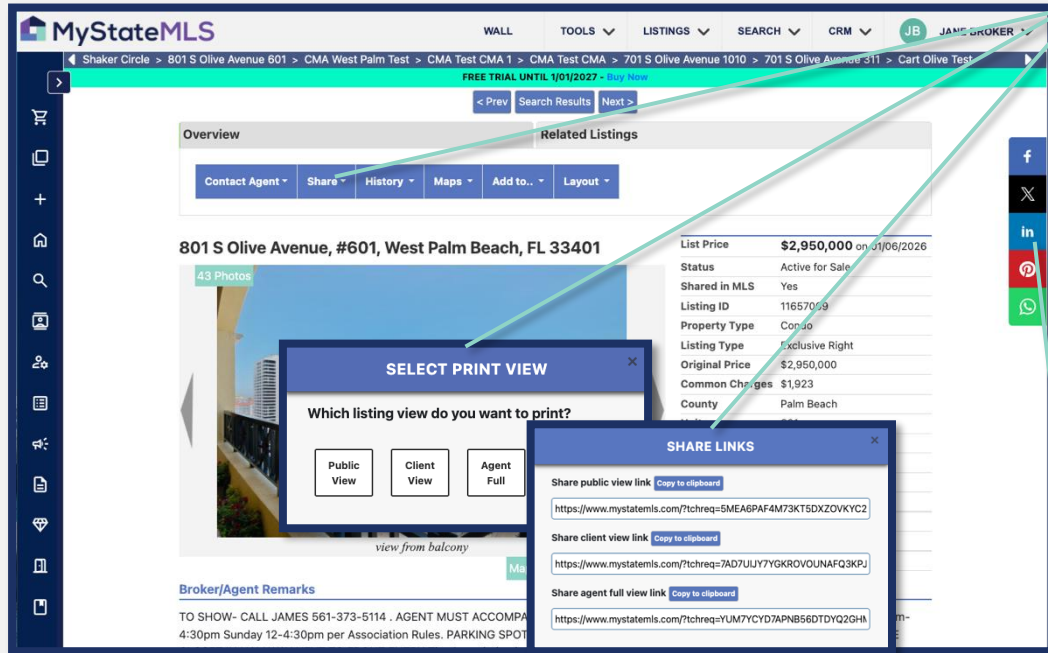 MyStateMLS
WALL TOOLS LISTINGS SEARCH CRM JB JANE BROKER
Shaker Circle > 801 S Olive Avenue 601 > CMA West Palm Test > CMA Test CMA 1 > CMA Test CMA > 701 S Olive Avenue 1010 > 701 S Olive Avenue 311 > Cart Olive Test
FREE TRIAL UNTIL 1/01/2027 - Buy Now
< Prev Search Results Next >
Overview Related Listings
Contact Agent Share History Maps Add to.. Layout
801 S Olive Avenue, #601, West Palm Beach, FL 33401
43 Photos
List Price $2,950,000 on 01/06/2026
Status Active for Sale
Shared in MLS Yes
Listing ID 11657099
Property Type Condo
Listing Type Exclusive Right
Original Price $2,950,000
Common Charges $1,923
County Palm Beach
SELECT PRINT VIEW ×
Which listing view do you want to print?
Public View
Client View
Agent Full
SHARE LINKS ×
Share public view link Copy to clipboard
https://www.mystatemls.com/?tchreq=5MEA6PAF4M73KT5DXZOVKYC2
Share client view link Copy to clipboard
https://www.mystatemls.com/?tchreq=7AD7UIJY7YGKROVOUNAFQ3KPJ
Share agent full view link Copy to clipboard
https://www.mystatemls.com/?tchreq=YUM7YCYD7APNB56DTDYQ2GH
view from balcony
Ma
Broker/Agent Remarks
TO SHOW- CALL JAMES 561-373-5114 . AGENT MUST ACCOMPA m-
4:30pm Sunday 12-4:30pm per Association Rules. PARKING SPOT E
f
X
in